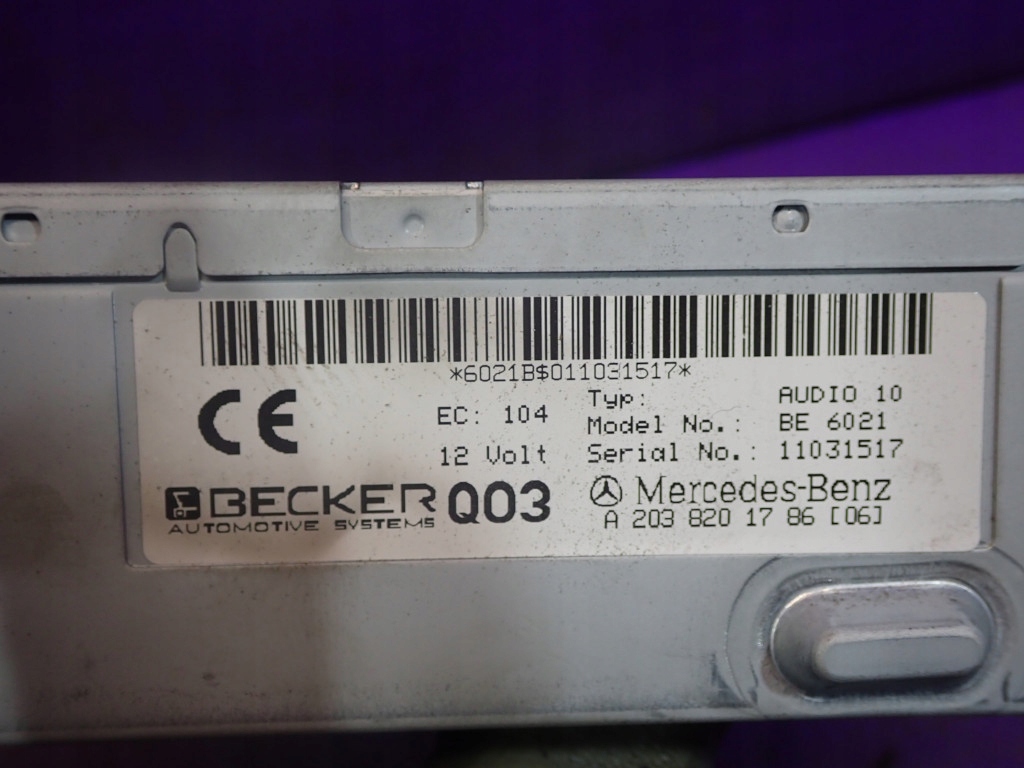 *6021B$011031517*
CE
EC: 104
12 Volt
Typ: AUDIO 10
Model No.: BE 6021
Serial No.: 11031517
BECKER
AUTOMOTIVE SYSTEMS
Q03
Mercedes-Benz
A 203 820 17 86 [06]